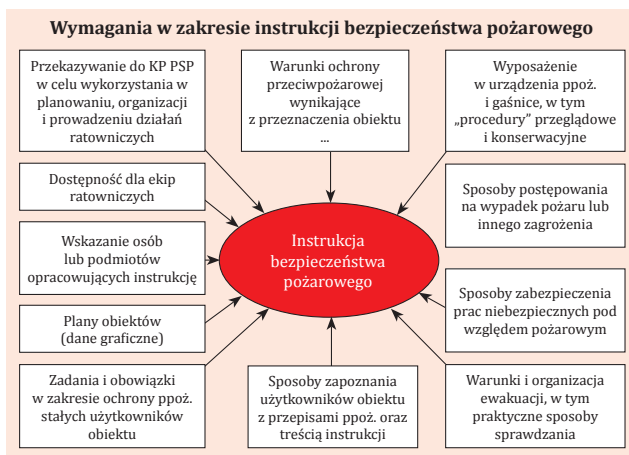 Wymagania w zakresie instrukcji bezpieczeństwa pożarowego
Przekazywanie do KP PSP
w celu wykorzystania w
planowaniu, organizacji
i prowadzeniu działań
ratowniczych
Warunki ochrony
przeciwpożarowej
wynikające
z przeznaczenia obiektu
...
Wyposażenie
w urządzenia ppoż.
i gaśnice, w tym
„procedury” przeglądowe
i konserwacyjne
Dostępność dla ekip
ratowniczych
Sposoby postępowania
na wypadek pożaru lub
innego zagrożenia
Wskazanie osób
lub podmiotów
opracowujących instrukcję
Instrukcja
bezpieczeństwa
pożarowego
Plany obiektów
(dane graficzne)
Sposoby zabezpieczenia
prac niebezpiecznych pod
względem pożarowym
Zadania i obowiązki
w zakresie ochrony ppoż.
stałych użytkowników
obiektu
Sposoby zapoznania
użytkowników obiektu
z przepisami ppoż. oraz
treścią instrukcji
Warunki i organizacja
ewakuacji, w tym
praktyczne sposoby
sprawdzania